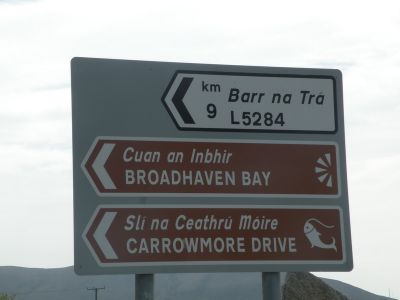 km Barr na Trá
9 L5284
Cuan an Inbhir
BROADHAVEN BAY
Slí na Ceathrú Móire
CARROWMORE DRIVE